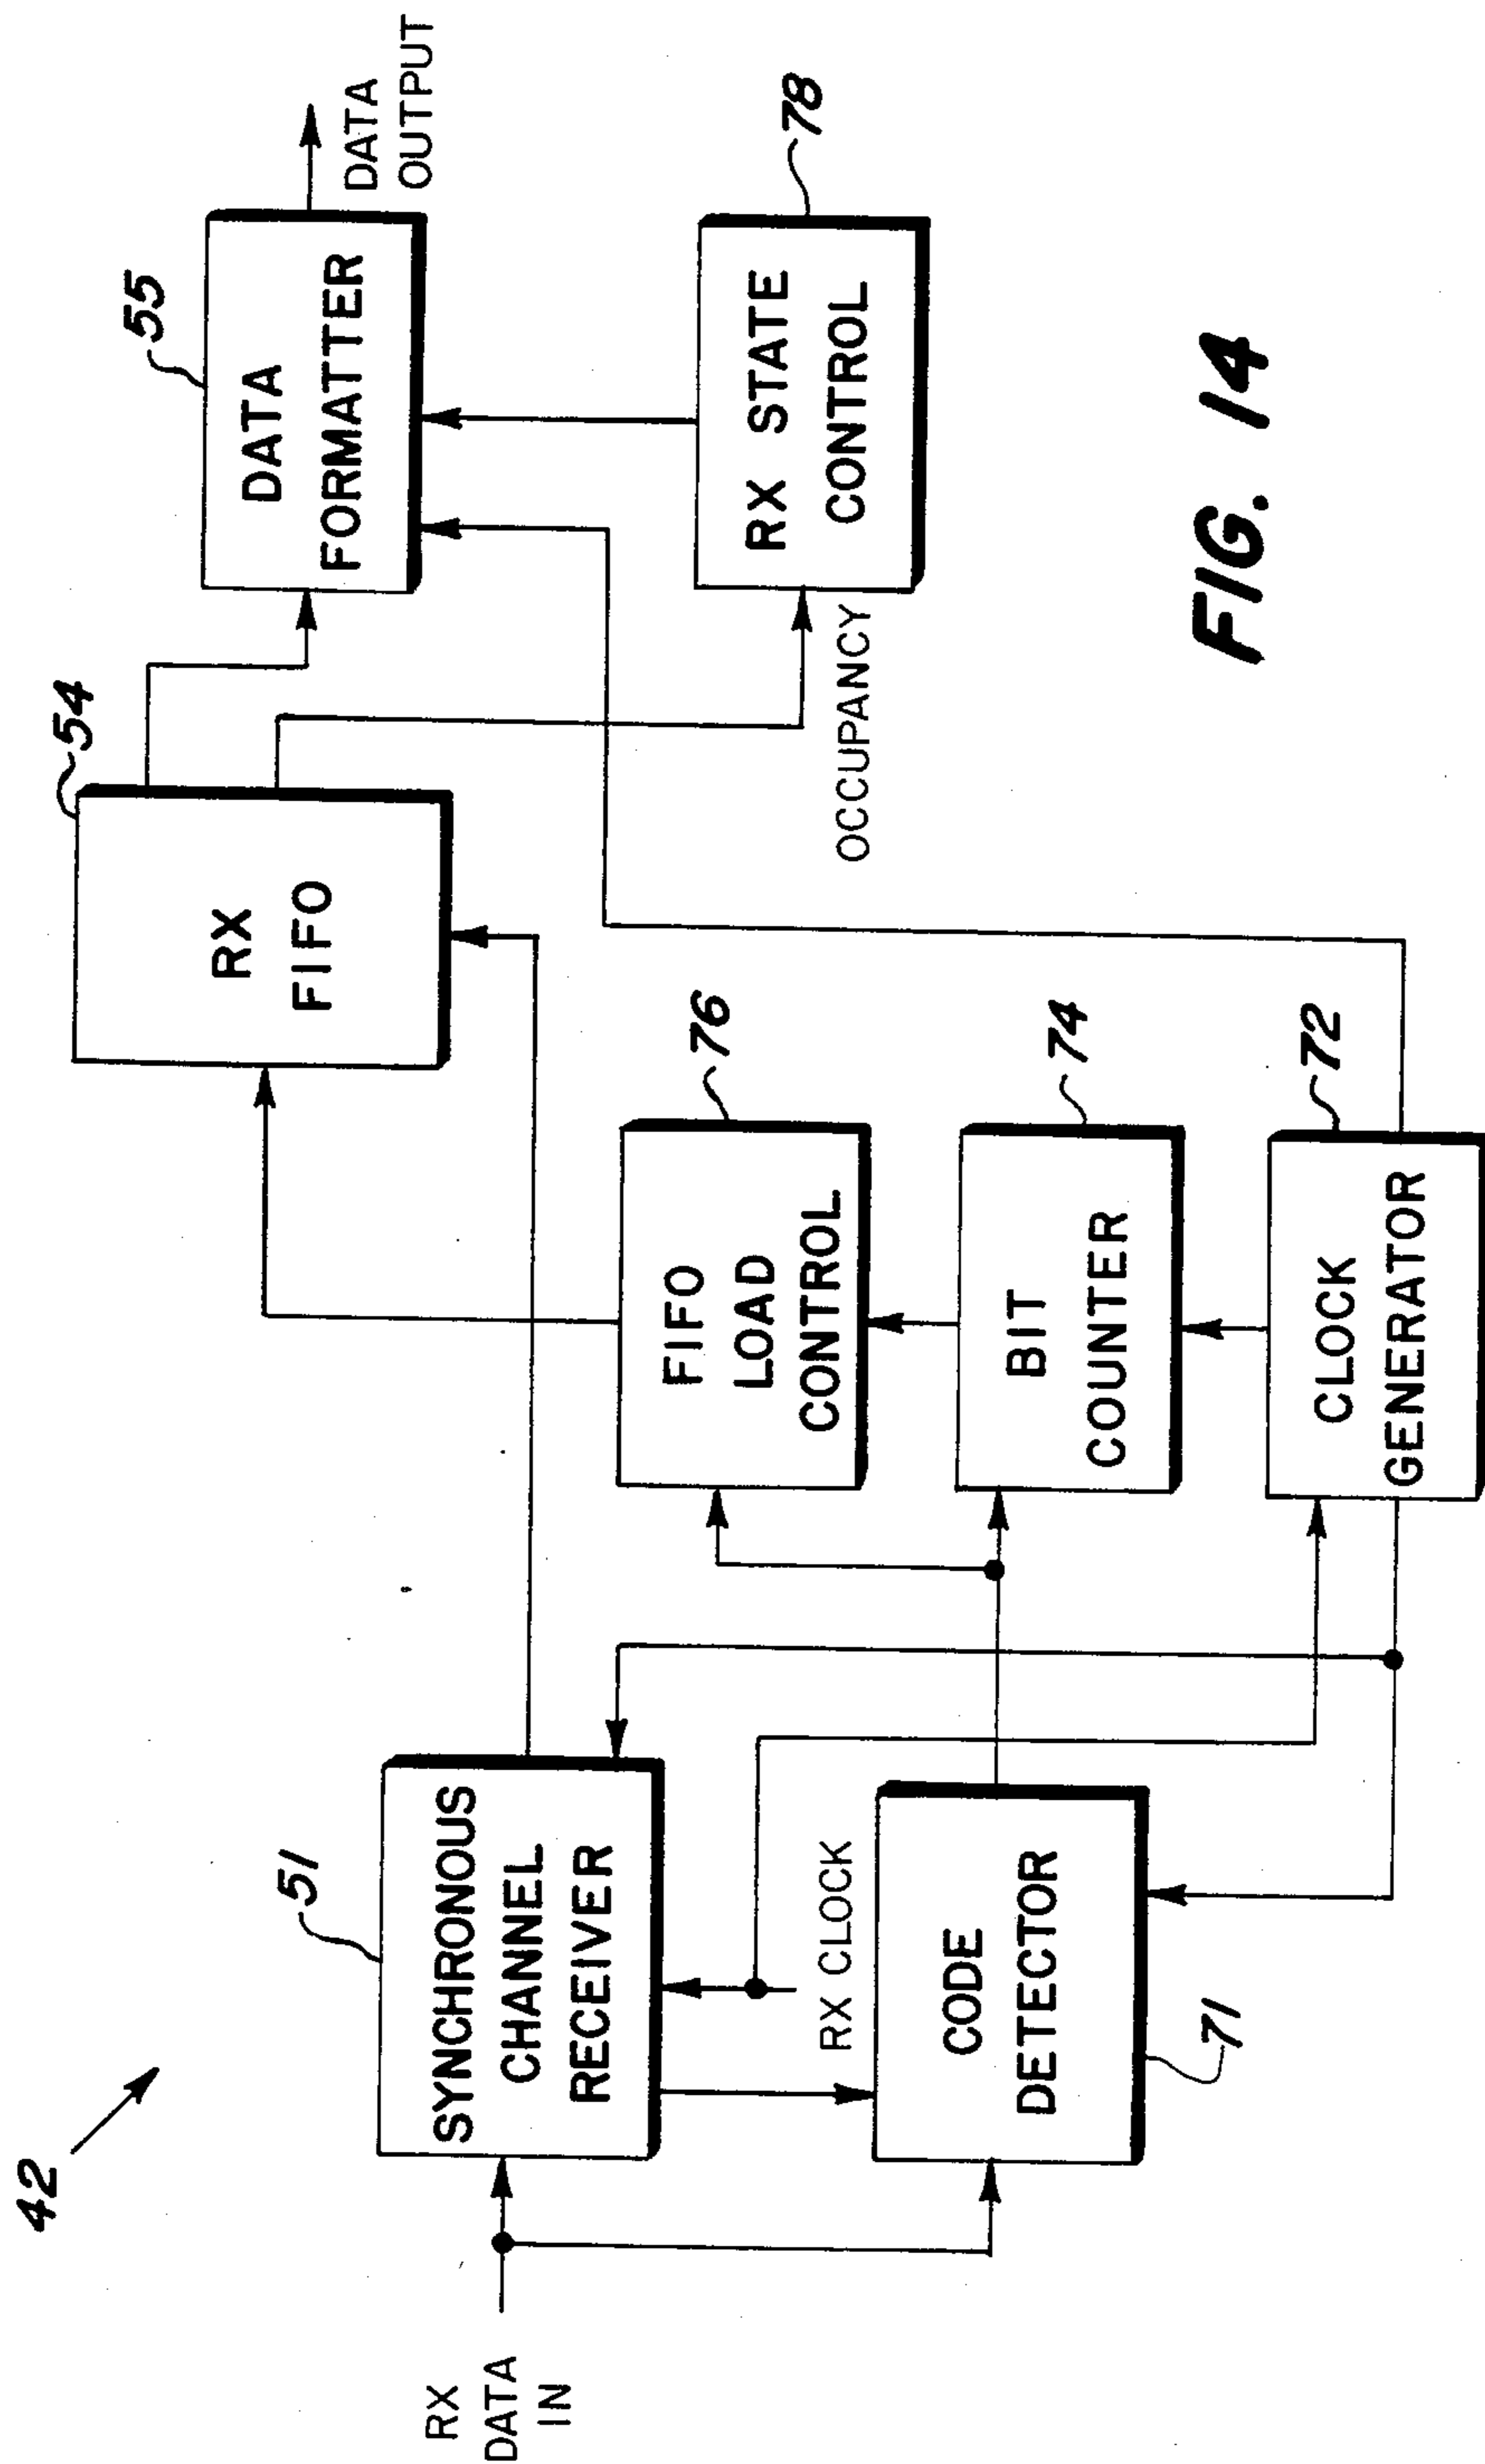 42
RX
DATA
IN
51
SYNCHRONOUS
CHANNEL
RECEIVER
RX CLOCK
CODE
DETECTOR
71
FIFO
LOAD
CONTROL
76
BIT
COUNTER
74
CLOCK
GENERATOR
72
RX
FIFO
54
OCCUPANCY
DATA
FORMATTER
55
DATA
OUTPUT
RX STATE
CONTROL
78
FIG. 14